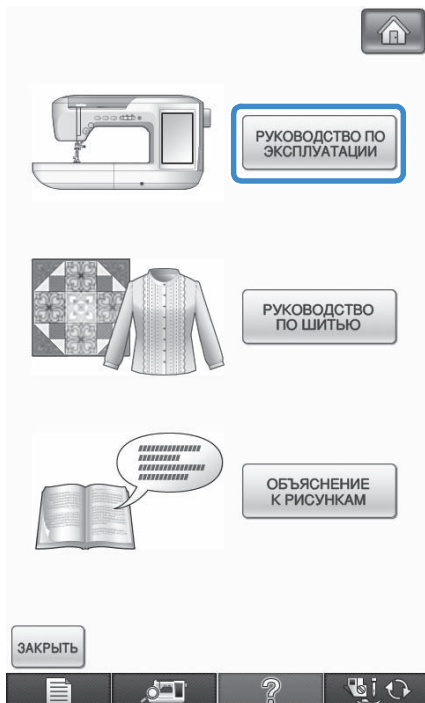 РУКОВОДСТВО ПО
ЭКСПЛУАТАЦИИ
РУКОВОДСТВО
ПО ШИТЬЮ
ОБЪЯСНЕНИЕ
К РИСУНКАМ
ЗАКРЫТЬ